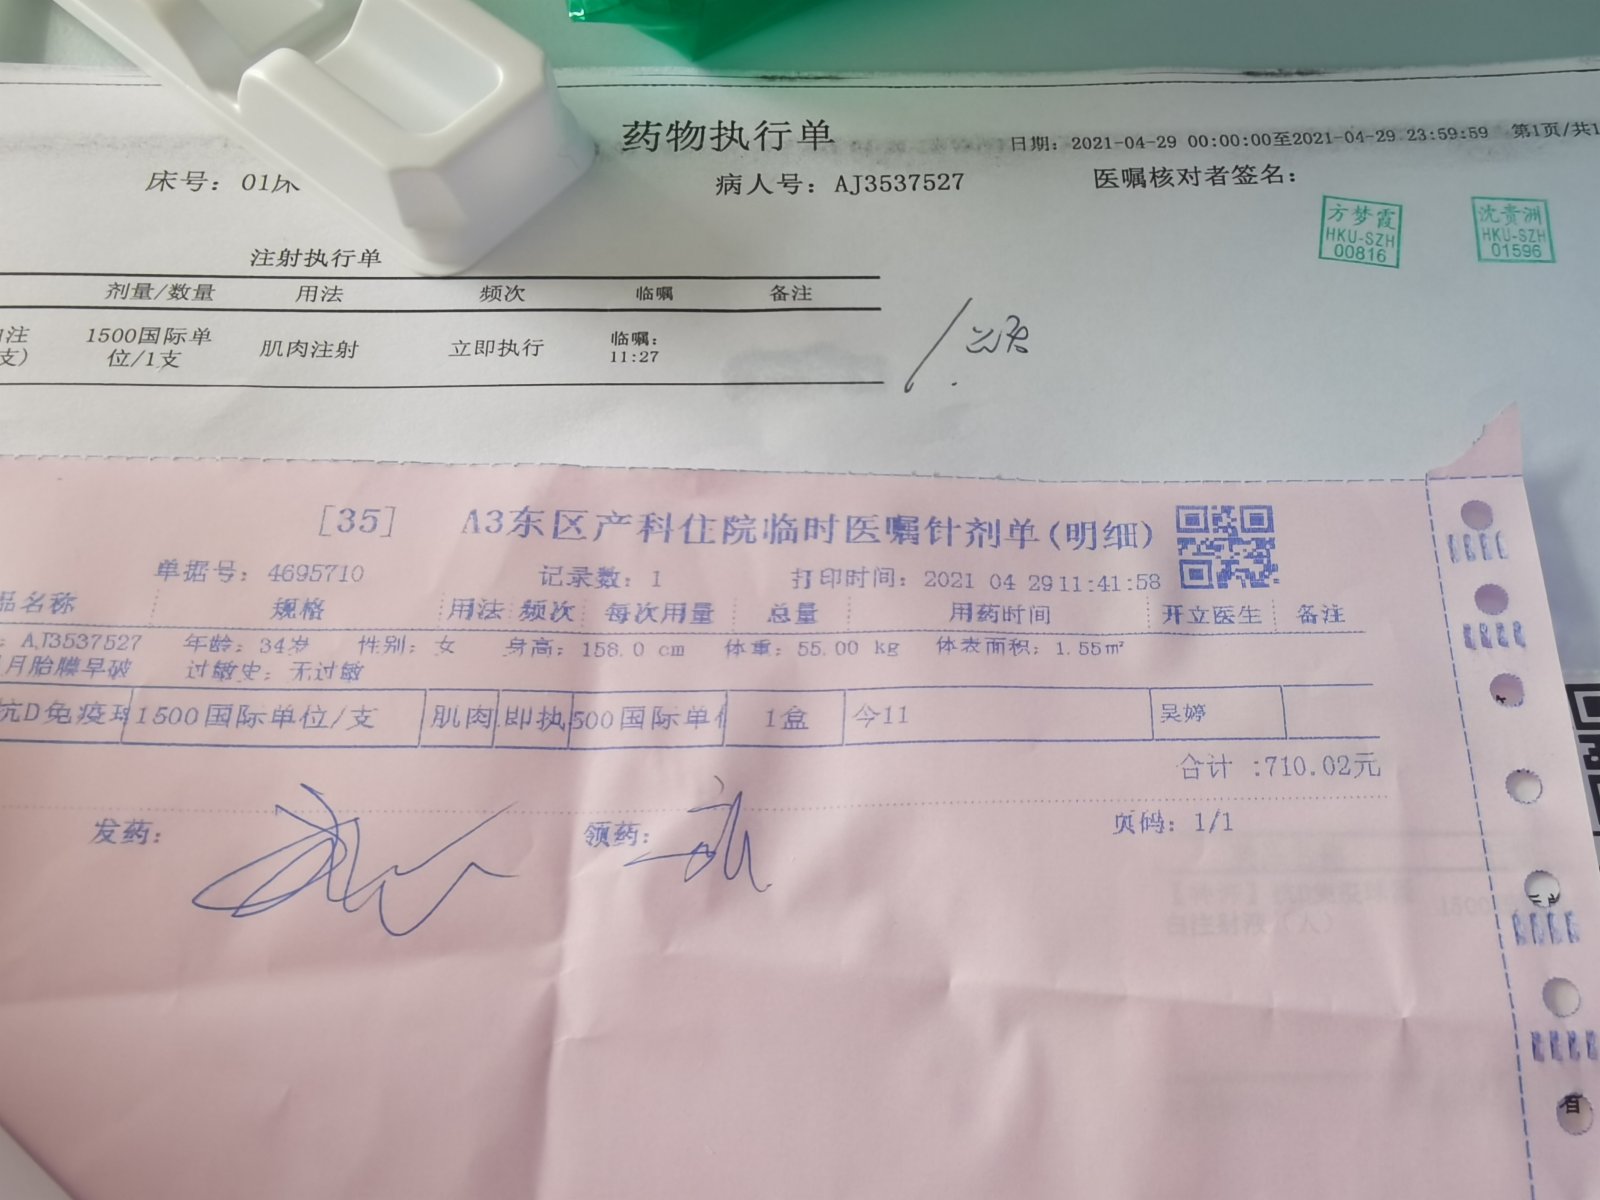 药物执行单
日期：2021-04-29 00:00:00至2021-04-29 23:59:59 第1页/共1
床号：01床 病人号：AJ3537527 医嘱核对者签名：
方梦霞
HKU-SZH
00816
沈贵洲
HKU-SZH
01596
注射执行单
剂量/数量 用法 频次 临嘱 备注
注 1500国际单 肌肉注射 立即执行 临嘱：
支） 位/1支 11:27
[35] A3东区产科住院临时医嘱针剂单(明细)
单据号：4695710 记录数：1 打印时间：2021 04 29 11:41:58
品名称 规格 用法 频次 每次用量 总量 用药时间 开立医生 备注
：AJ3537527 年龄：34岁 性别：女 身高：158.0 cm 体重：55.00 kg 体表面积：1.55㎡
月胎膜早破 过敏史：无过敏
抗D免疫球 1500国际单位/支 肌肉 即执 500国际单位 1盒 今11 吴婷
合计 :710.02元
发药： 领药： 页码：1/1